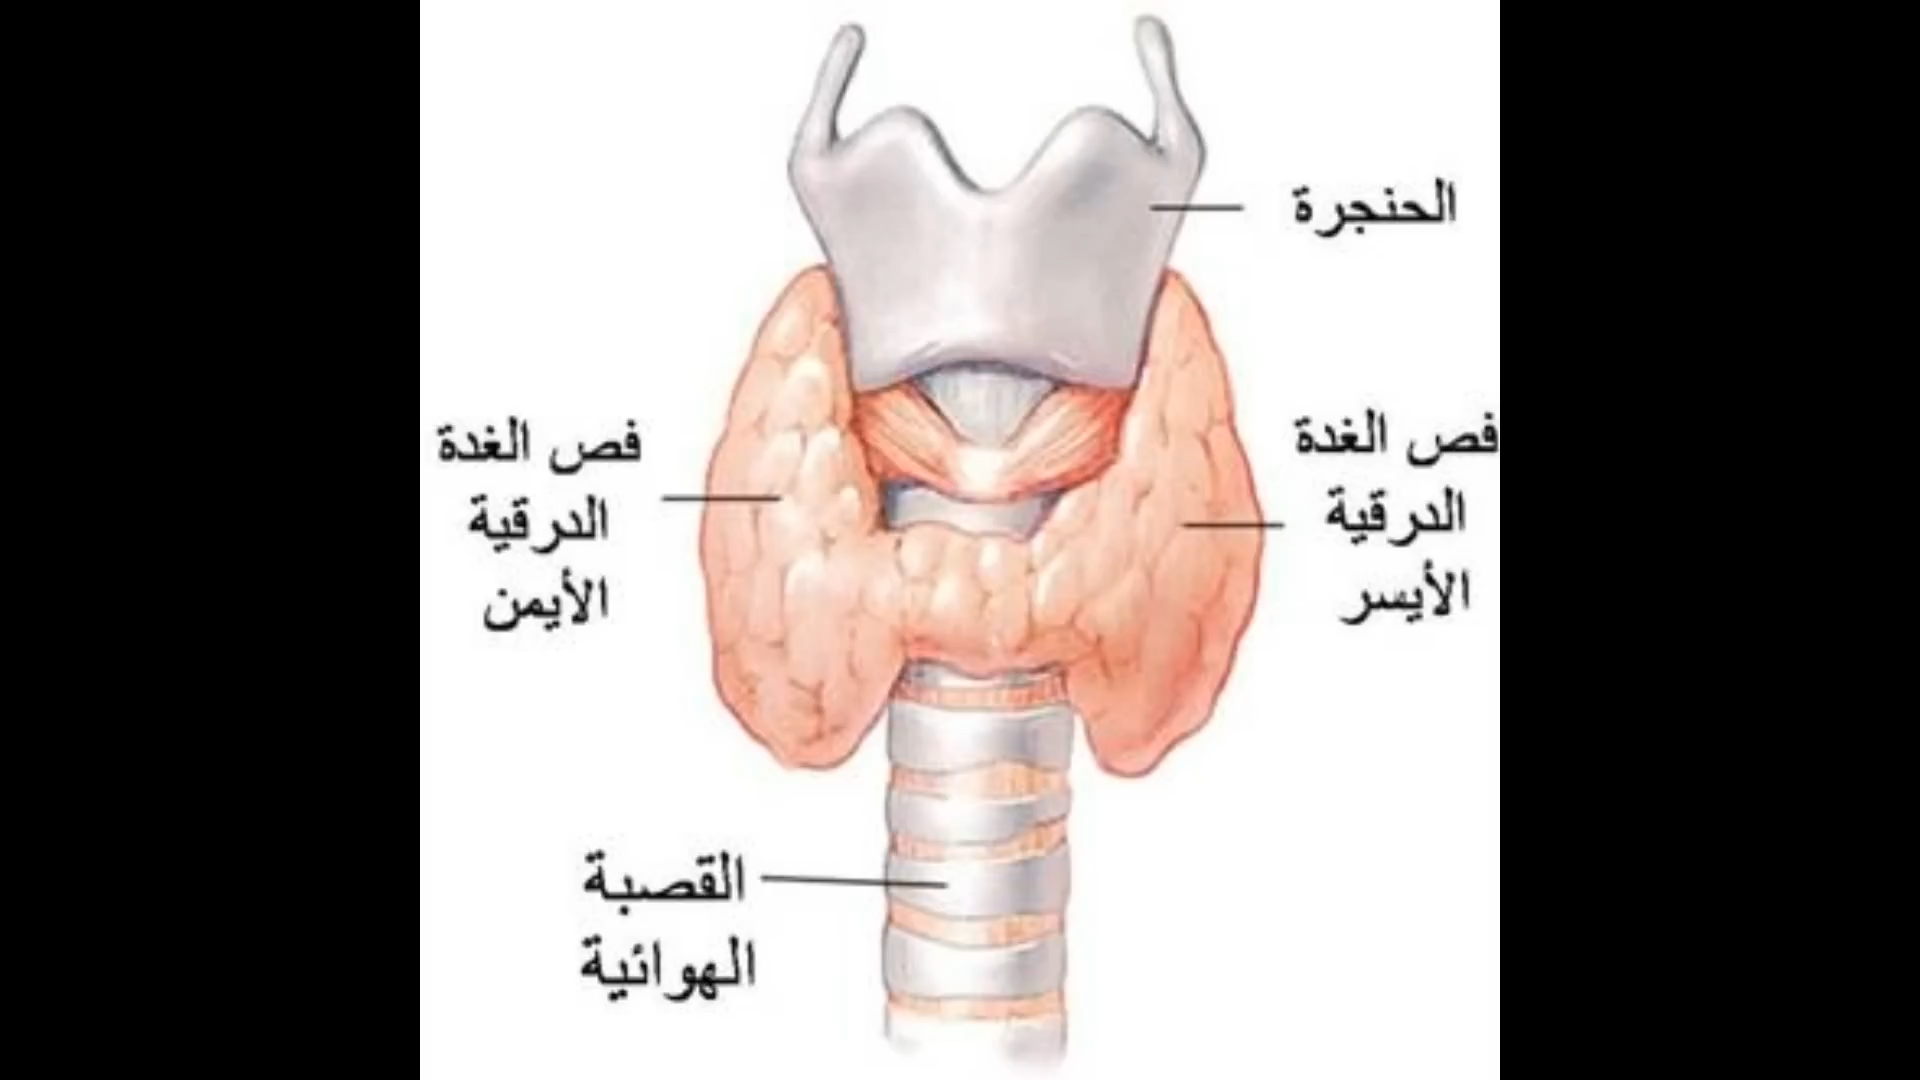 الحنجرة
فص الغدة
الدرقية
الأيسر
فص الغدة
الدرقية
الأيمن
القصبة
الهوائية